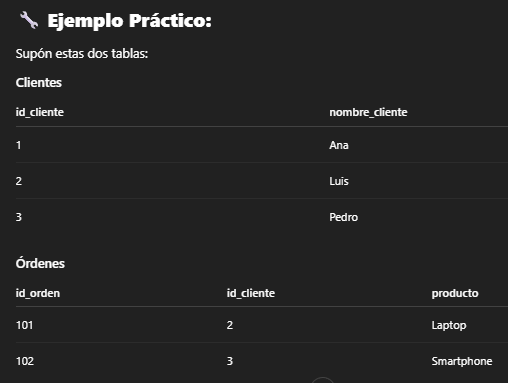 🔧 Ejemplo Práctico:
Supón estas dos tablas:
Clientes
id_cliente nombre_cliente
1 Ana
2 Luis
3 Pedro
Órdenes
id_orden id_cliente producto
101 2 Laptop
102 3 Smartphone